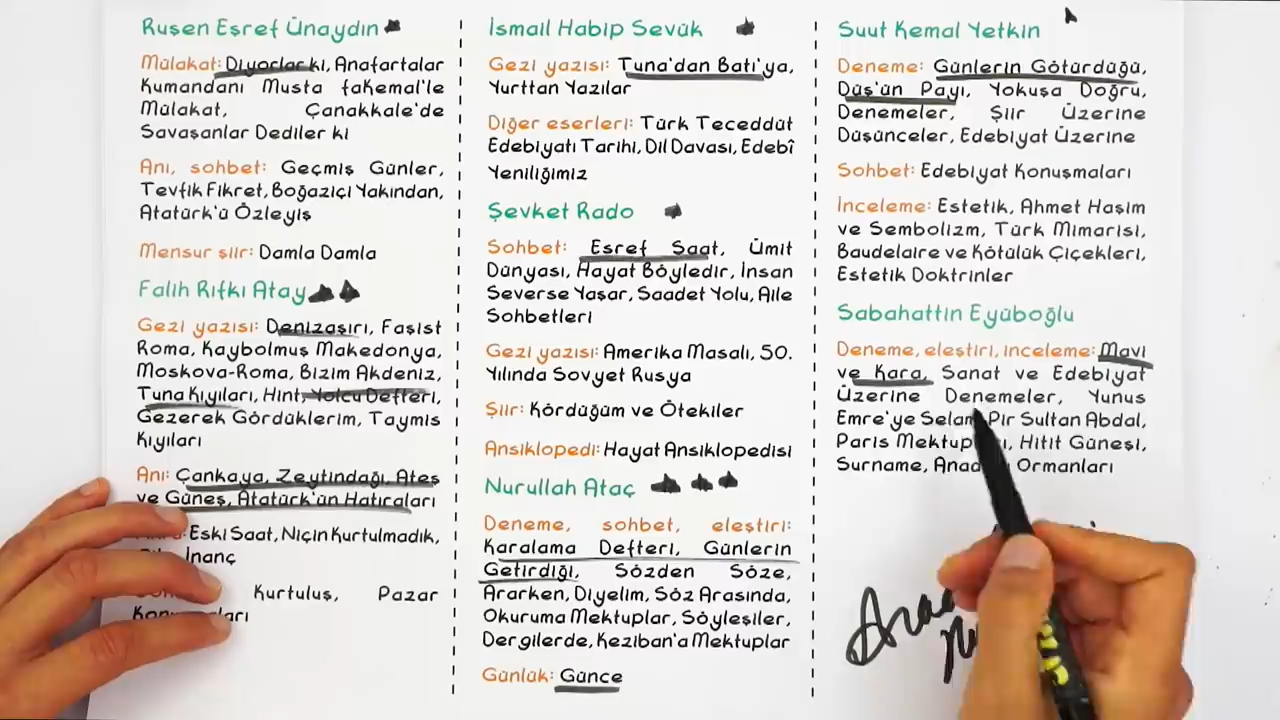 Ruşen Eşref Ünaydın
Mülakat: Diyorlar ki, Anafartalar
Kumandanı Musta faKemal'le
Mülakat, Çanakkale'de
Savaşanlar Dediler ki
Anı, sohbet: Geçmiş Günler,
Tevfik Fikret, Boğaziçi Yakından,
Atatürk'ü Özleyiş
Mensur şiir: Damla Damla
Falih Rıfkı Atay
Gezi yazısı: Denizaşırı, Faşist
Roma, Kaybolmuş Makedonya,
Moskova-Roma, Bizim Akdeniz,
Tuna Kıyıları, Hint, Yolcu Defteri,
Gezerek Gördüklerim, Taymis
Kıyıları
Anı: Çankaya, Zeytindağı, Ateş
ve Güneş, Atatürk'ün Hatıraları
Eski Saat, Niçin Kurtulmadık,
İnanç
Kurtuluş, Pazar
İsmail Habip Sevük
Gezi yazısı: Tuna'dan Batı'ya,
Yurttan Yazılar
Diğer eserleri: Türk Teceddüt
Edebiyatı Tarihi, Dil Davası, Edebî
Yeniliğimiz
Şevket Rado
Sohbet: Eşref Saat, Ümit
Dünyası, Hayat Böyledir, İnsan
Severse Yaşar, Saadet Yolu, Aile
Sohbetleri
Gezi yazısı: Amerika Masalı, 50.
Yılında Sovyet Rusya
Şiir: Kördüğüm ve Ötekiler
Ansiklopedi: Hayat Ansiklopedisi
Nurullah Ataç
Deneme, sohbet, eleştiri:
Karalama Defteri, Günlerin
Getirdiği, Sözden Söze,
Ararken, Diyelim, Söz Arasında,
Okuruma Mektuplar, Söyleşiler,
Dergilerde, Keziban'a Mektuplar
Günlük: Günce
Suut Kemal Yetkin
Deneme: Günlerin Götürdüğü,
Düş'ün Payı, Yokuşa Doğru,
Denemeler, Şiir Üzerine
Düşünceler, Edebiyat Üzerine
Sohbet: Edebiyat Konuşmaları
İnceleme: Estetik, Ahmet Haşim
ve Sembolizm, Türk Mimarisi,
Baudelaire ve Kötülük Çiçekleri,
Estetik Doktrinler
Sabahattin Eyüboğlu
Deneme, eleştiri, inceleme: Mavi
ve Kara, Sanat ve Edebiyat
Üzerine Denemeler, Yunus
Emre'ye Selam Pir Sultan Abdal,
Paris Hitit Güneşi,
Surname, Ormanları